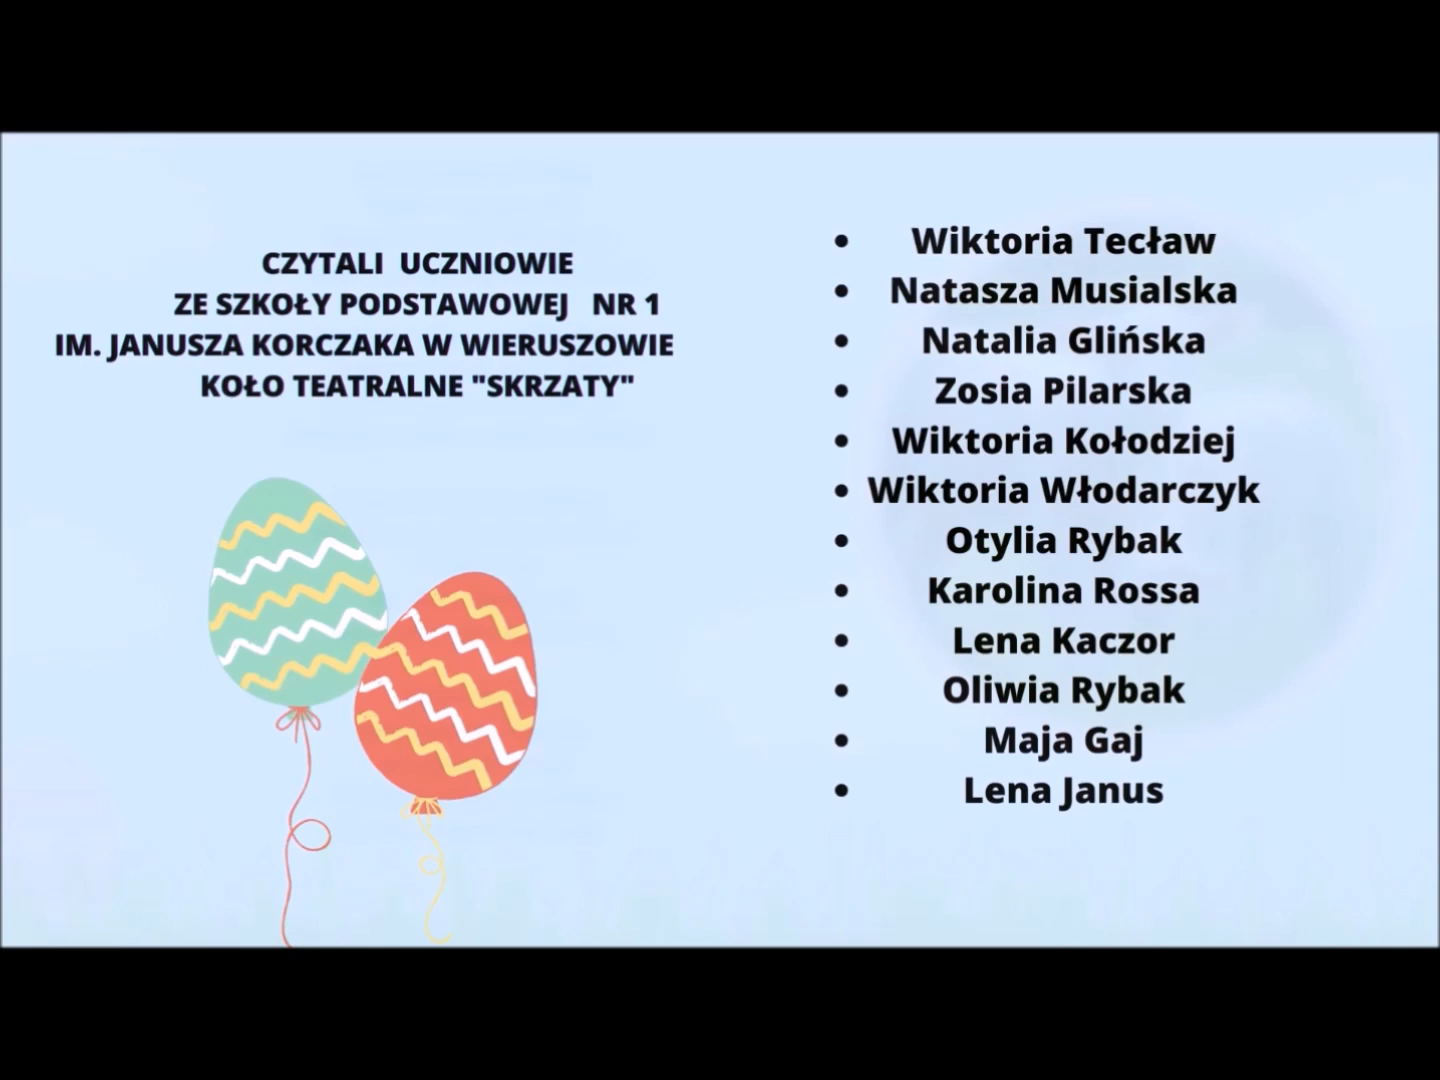 CZYTALI UCZNIOWIE
ZE SZKOŁY PODSTAWOWEJ NR 1
IM. JANUSZA KORCZAKA W WIERUSZOWIE
KOŁO TEATRALNE "SKRZATY"
• Wiktoria Tecław
• Natasza Musialska
• Natalia Glińska
• Zosia Pilarska
• Wiktoria Kołodziej
• Wiktoria Włodarczyk
• Otylia Rybak
• Karolina Rossa
• Lena Kaczor
• Oliwia Rybak
• Maja Gaj
• Lena Janus